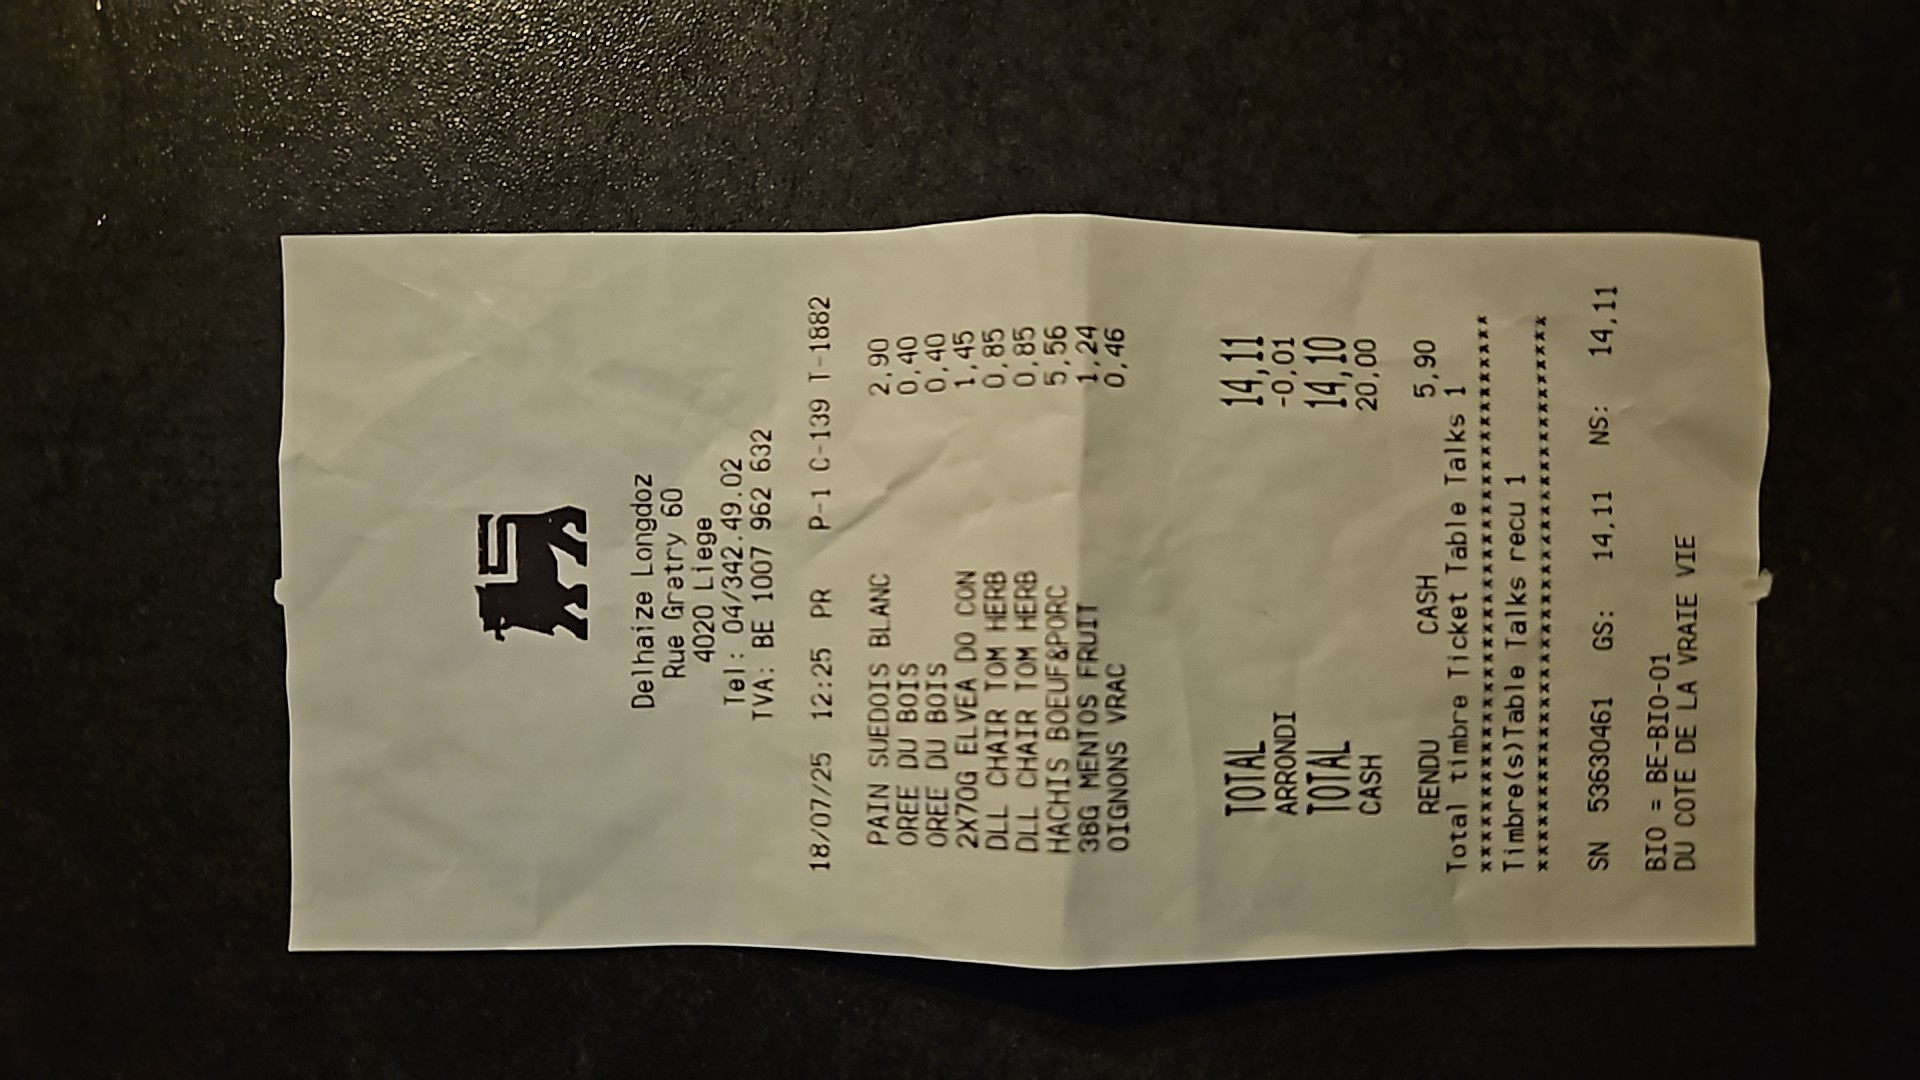 Delhaize Longdoz
Rue Gratry 60
4020 Liege
Tel: 04/342.49.02
TVA: BE 1007 962 632
18/07/25 12:25 PR P-1 C-139 T-1882
PAIN SUEDOIS BLANC 2,90
OREE DU BOIS 0,40
OREE DU BOIS 0,40
2X70G ELVEA DO CON 1,45
DLL CHAIR TOM HERB 0,85
DLL CHAIR TOM HERB 0,85
HACHIS BOEUF&PORC 5,56
38G MENTOS FRUIT 1,24
OIGNONS VRAC 0,46
TOTAL 14,11
ARRONDI -0,01
TOTAL 14,10
CASH 20,00
RENDU CASH 5,90
Total timbre Ticket Table Talks 1
****************************************
Timbre(s)Table Talks recu 1
****************************************
SN 53630461 GS: 14,11 NS: 14,11
BIO = BE-BIO-01
DU COTE DE LA VRAIE VIE